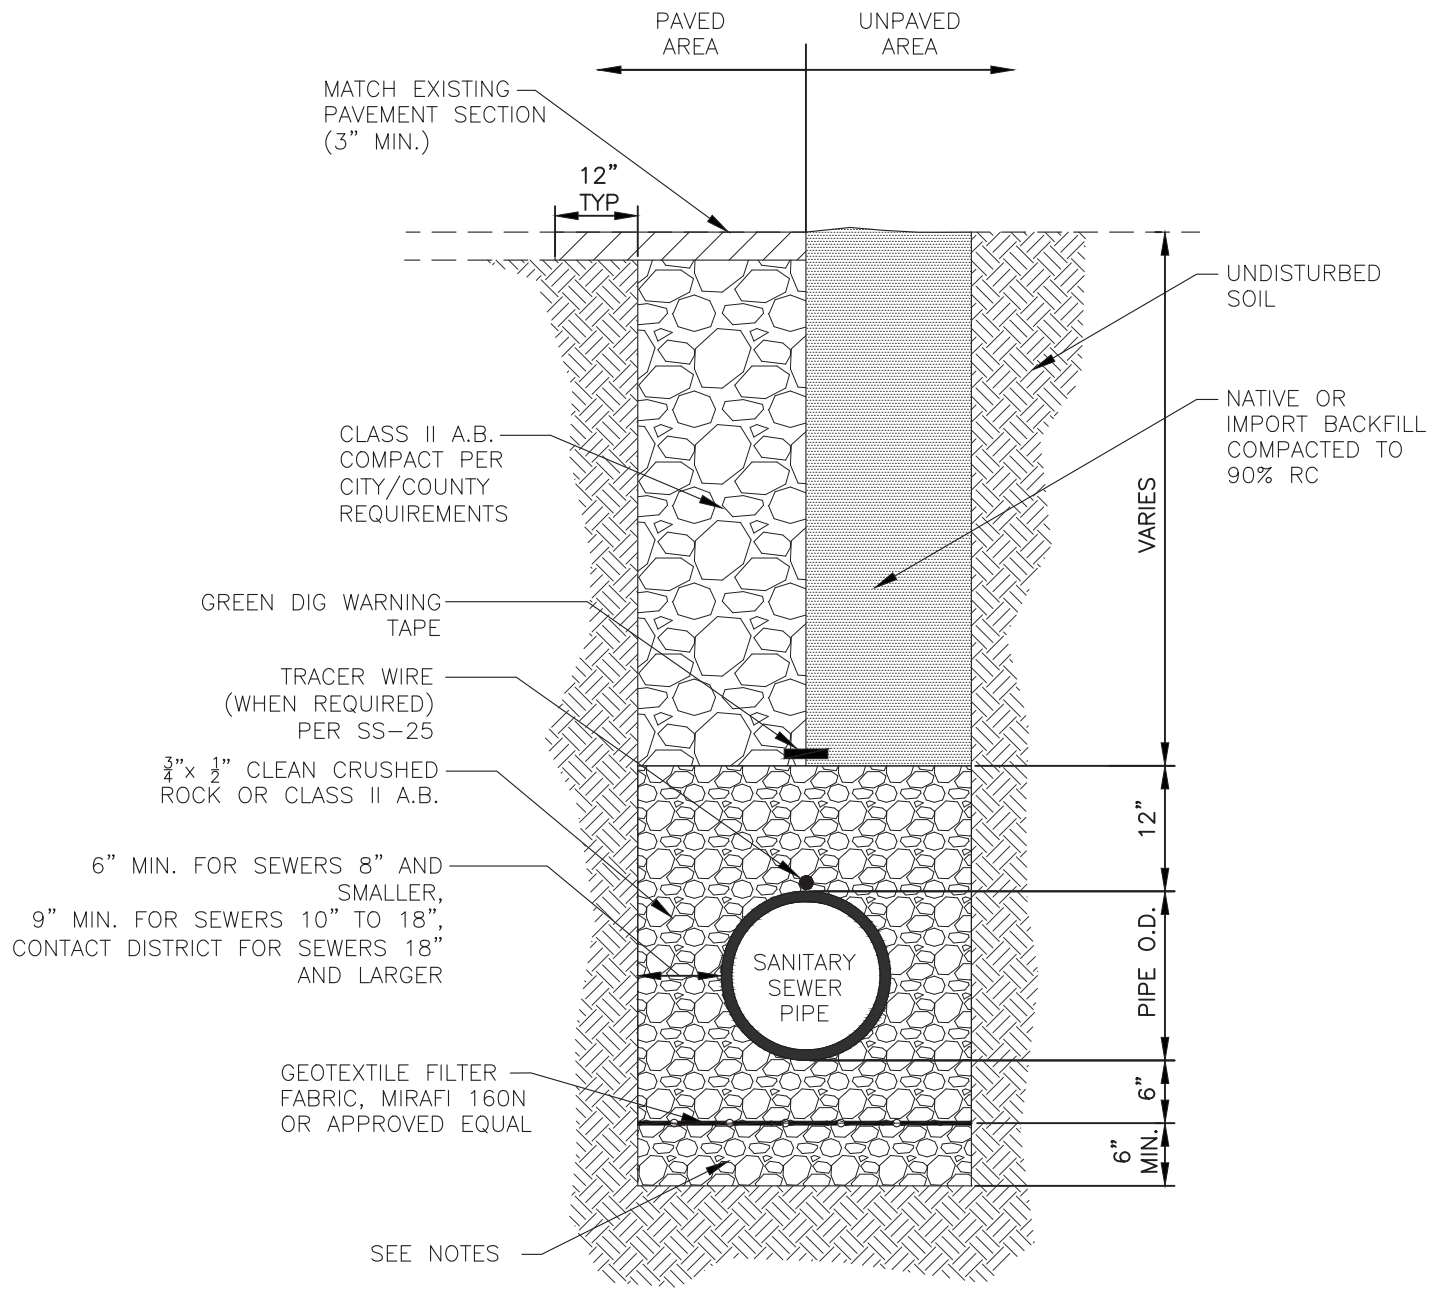 PAVED
AREA
UNPAVED
AREA
MATCH EXISTING
PAVEMENT SECTION
(3" MIN.)
12"
TYP
UNDISTURBED
SOIL
NATIVE OR
IMPORT BACKFILL
COMPACTED TO
90% RC
CLASS II A.B.
COMPACT PER
CITY/COUNTY
REQUIREMENTS
VARIES
GREEN DIG WARNING
TAPE
TRACER WIRE
(WHEN REQUIRED)
PER SS-25
3/4"x 1/2" CLEAN CRUSHED
ROCK OR CLASS II A.B.
12"
6" MIN. FOR SEWERS 8" AND
SMALLER,
9" MIN. FOR SEWERS 10" TO 18",
CONTACT DISTRICT FOR SEWERS 18"
AND LARGER
SANITARY
SEWER
PIPE
PIPE O.D.
GEOTEXTILE FILTER
FABRIC, MIRAFI 160N
OR APPROVED EQUAL
6"
6"
MIN.
SEE NOTES